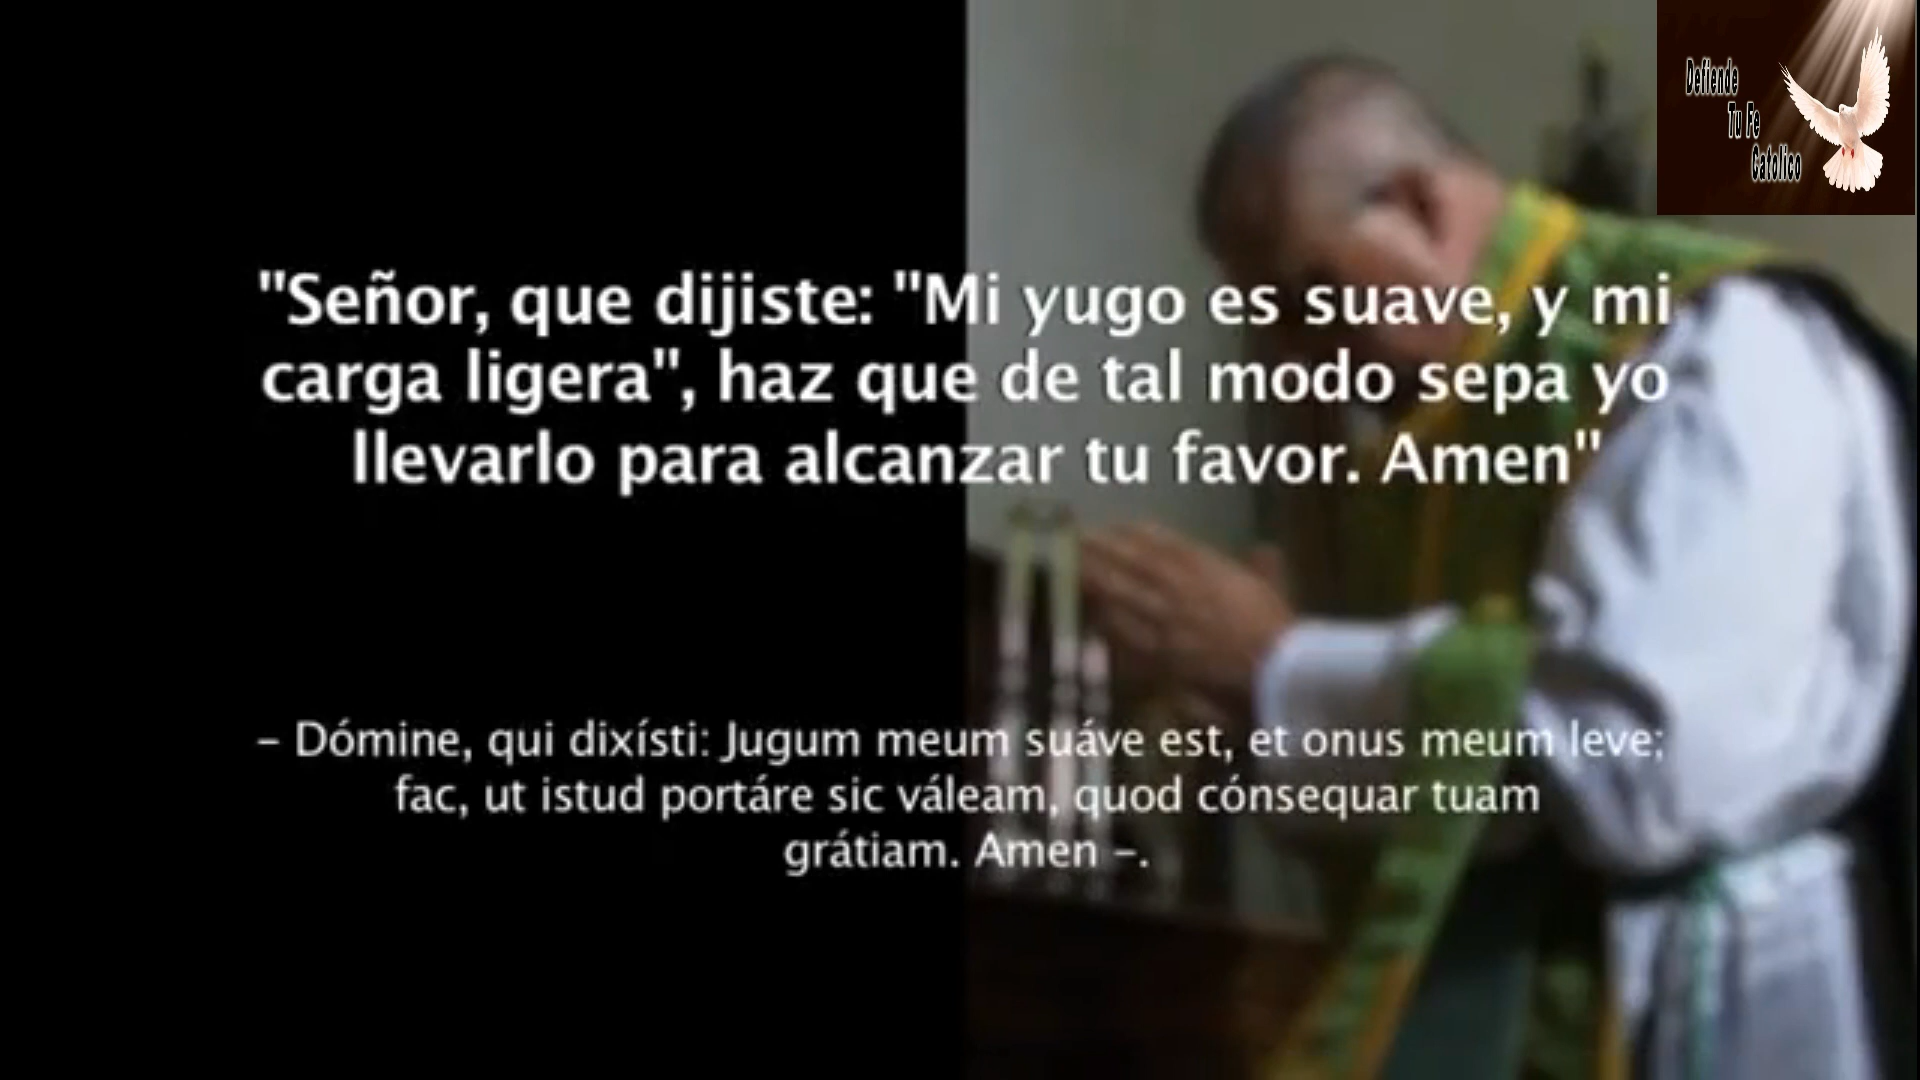 Defiende
Tu Fe
Catolico
"Señor, que dijiste: "Mi yugo es suave, y mi
carga ligera", haz que de tal modo sepa yo
llevarlo para alcanzar tu favor. Amen"
– Dómine, qui dixísti: Jugum meum suáve est, et onus meum leve;
fac, ut istud portáre sic váleam, quod cónsequar tuam
grátiam. Amen –.